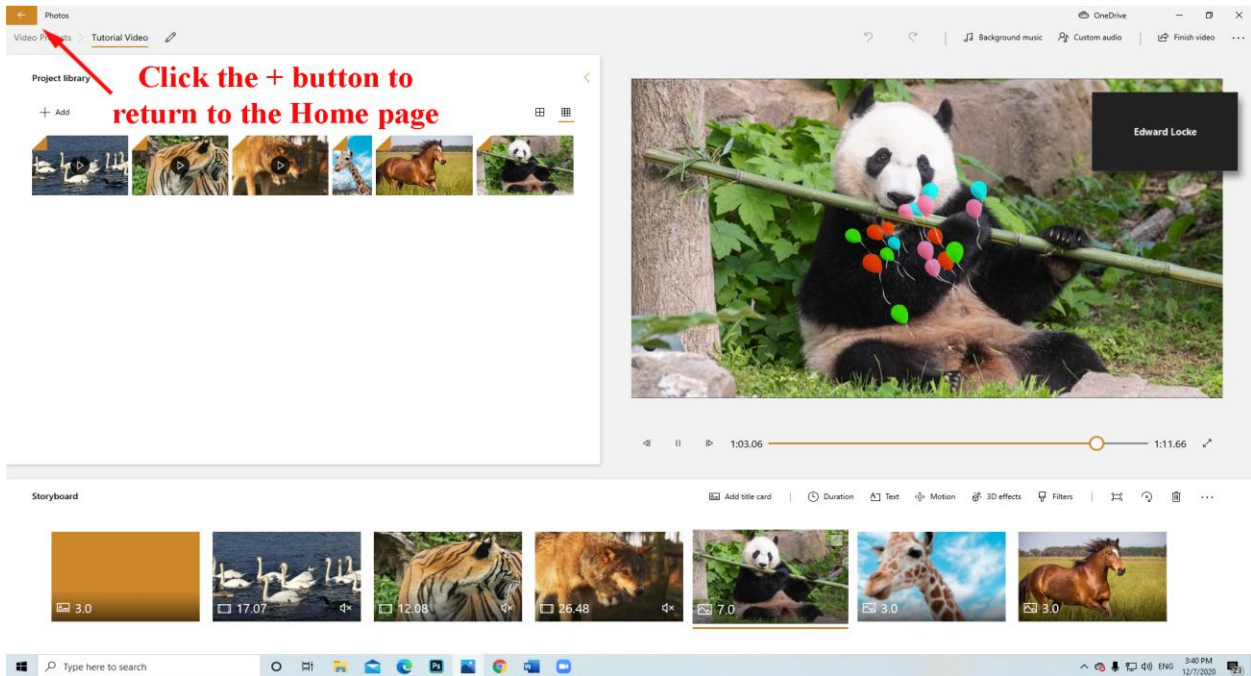 Photos
OneDrive
Video Projects > Tutorial Video
Background music
Custom audio
Finish video
Project library
Click the + button to
return to the Home page
+ Add
Edward Locke
1:03.06
1:11.66
Storyboard
Add title card
Duration
Text
Motion
3D effects
Filters
3.0
17.07
12.08
26.48
7.0
3.0
3.0
Type here to search
ENG
3:40 PM
12/7/2020
23